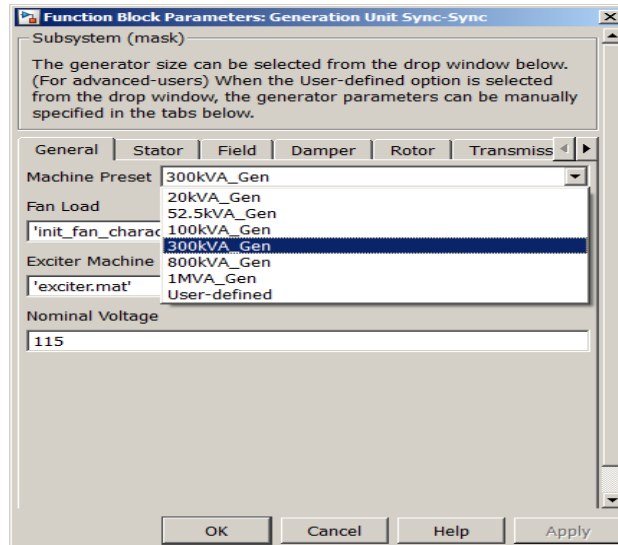 Function Block Parameters: Generation Unit Sync-Sync
Subsystem (mask)
The generator size can be selected from the drop window below.
(For advanced-users) When the User-defined option is selected
from the drop window, the generator parameters can be manually
specified in the tabs below.
General Stator Field Damper Rotor Transmiss
Machine Preset 300kVA_Gen
20kVA_Gen
52.5kVA_Gen
100kVA_Gen
300kVA_Gen
800kVA_Gen
1MVA_Gen
User-defined
Fan Load
'init_fan_charac
Exciter Machine
'exciter.mat'
Nominal Voltage
115
OK Cancel Help Apply